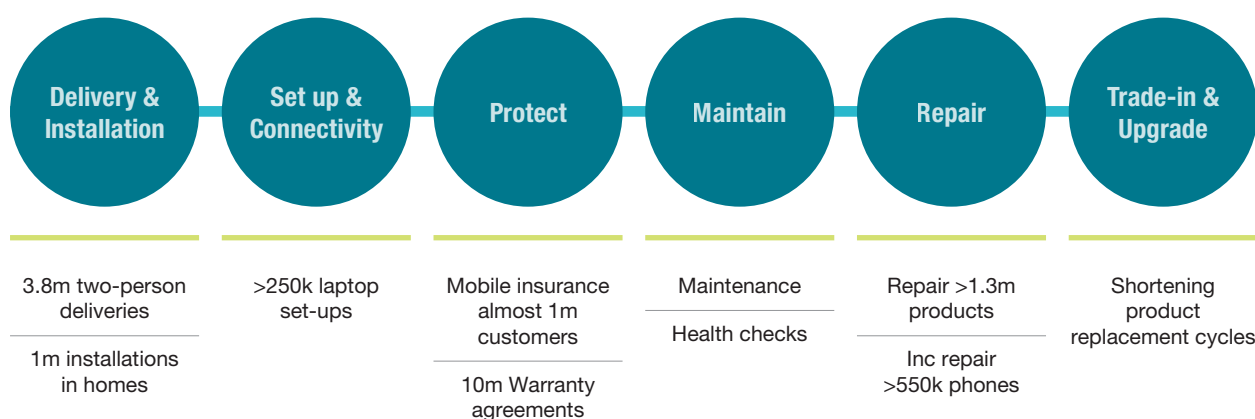 Delivery &
Installation
Set up &
Connectivity
Protect
Maintain
Repair
Trade-in &
Upgrade
3.8m two-person
deliveries
1m installations
in homes
>250k laptop
set-ups
Mobile insurance
almost 1m
customers
10m Warranty
agreements
Maintenance
Health checks
Repair >1.3m
products
Inc repair
>550k phones
Shortening
product
replacement cycles